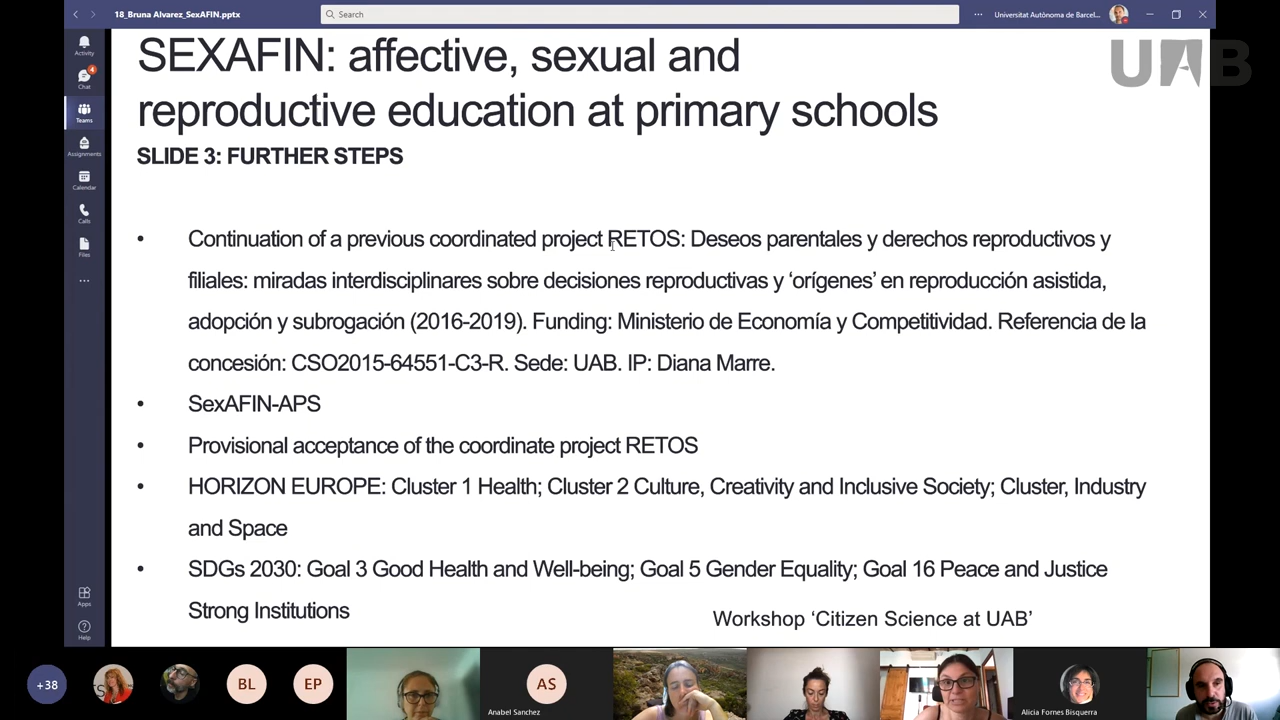 18_Bruna Alvarez_SexAFIN.pptx
Search
Universitat Autònoma de Barcel...
UAB
Activity
Chat
4
Teams
Assignments
Calendar
Calls
Files
Apps
Help
SEXAFIN: affective, sexual and
reproductive education at primary schools
SLIDE 3: FURTHER STEPS
• Continuation of a previous coordinated project RETOS: Deseos parentales y derechos reproductivos y
filiales: miradas interdisciplinares sobre decisiones reproductivas y ‘orígenes’ en reproducción asistida,
adopción y subrogación (2016-2019). Funding: Ministerio de Economía y Competitividad. Referencia de la
concesión: CSO2015-64551-C3-R. Sede: UAB. IP: Diana Marre.
• SexAFIN-APS
• Provisional acceptance of the coordinate project RETOS
• HORIZON EUROPE: Cluster 1 Health; Cluster 2 Culture, Creativity and Inclusive Society; Cluster, Industry
and Space
• SDGs 2030: Goal 3 Good Health and Well-being; Goal 5 Gender Equality; Goal 16 Peace and Justice
Strong Institutions
Workshop ‘Citizen Science at UAB’
+38
BL
EP
AS
Anabel Sanchez
Alicia Fornes Bisquerra